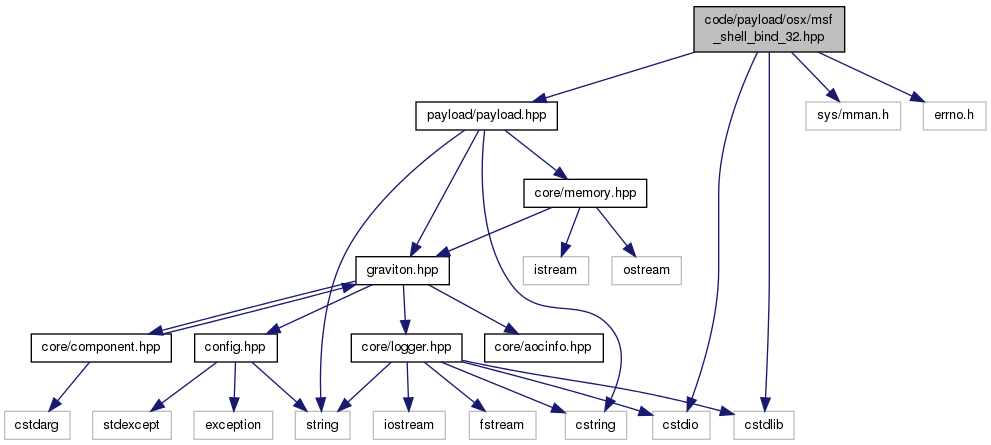 code/payload/osx/msf
_shell_bind_32.hpp
payload/payload.hpp
sys/mman.h
errno.h
core/memory.hpp
graviton.hpp
istream
ostream
core/component.hpp
config.hpp
core/logger.hpp
core/aocinfo.hpp
cstdarg
stdexcept
exception
string
iostream
fstream
cstring
cstdio
cstdlib